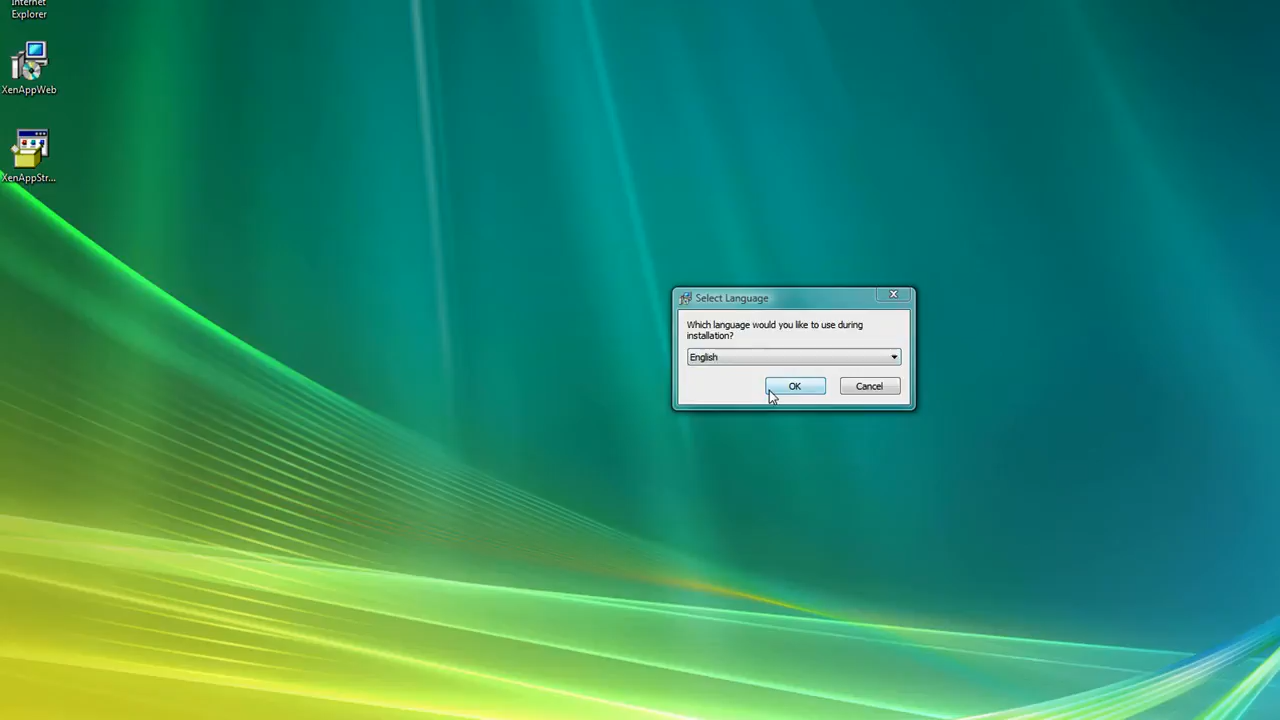 Internet
Explorer
XenAppWeb
XenAppStr...
Select Language
Which language would you like to use during
installation?
English
OK
Cancel